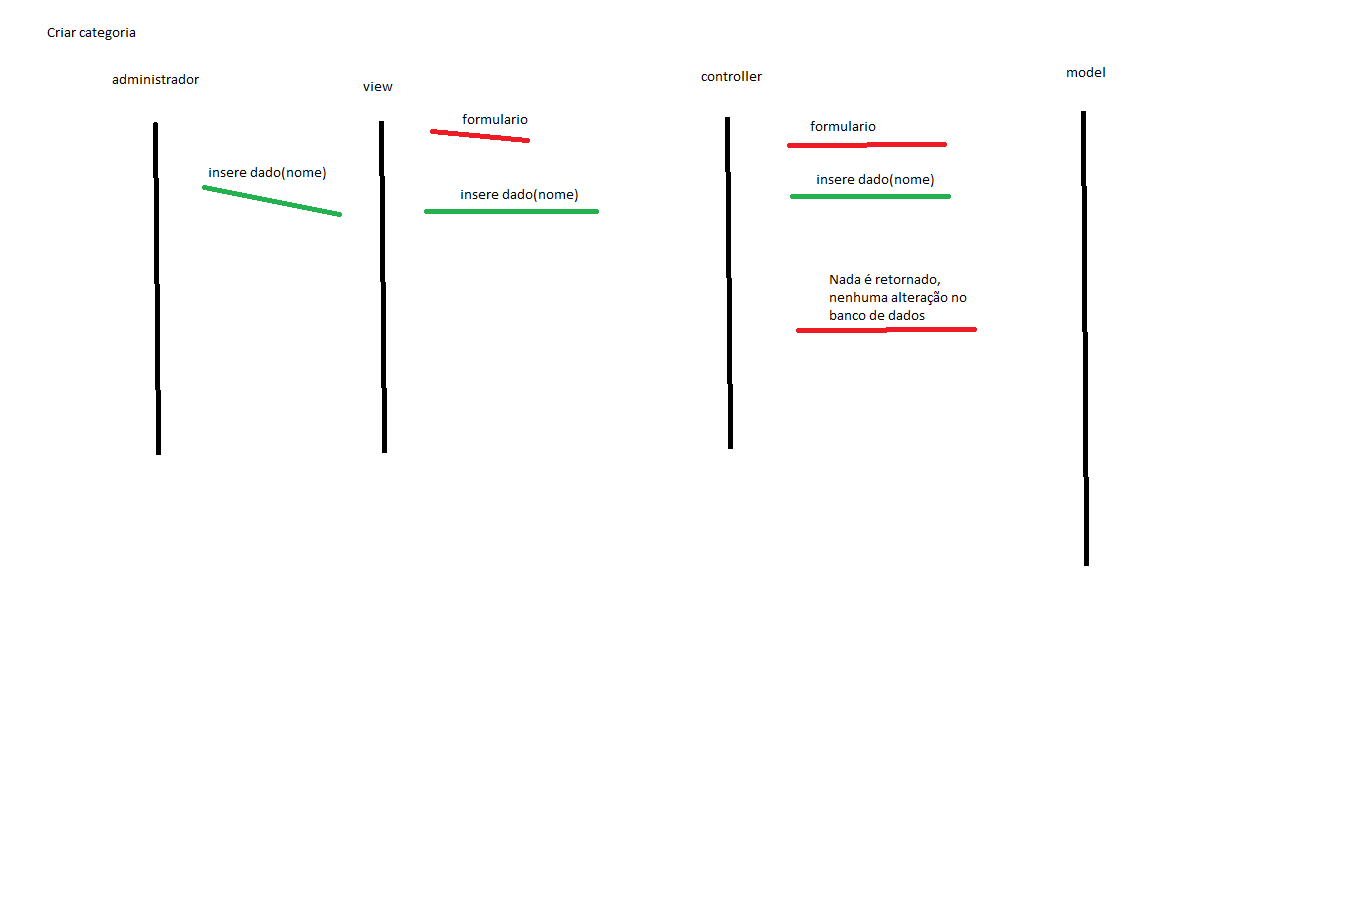 Criar categoria
administrador
view
controller
model
formulario
formulario
insere dado(nome)
insere dado(nome)
insere dado(nome)
Nada é retornado,
nenhuma alteração no
banco de dados